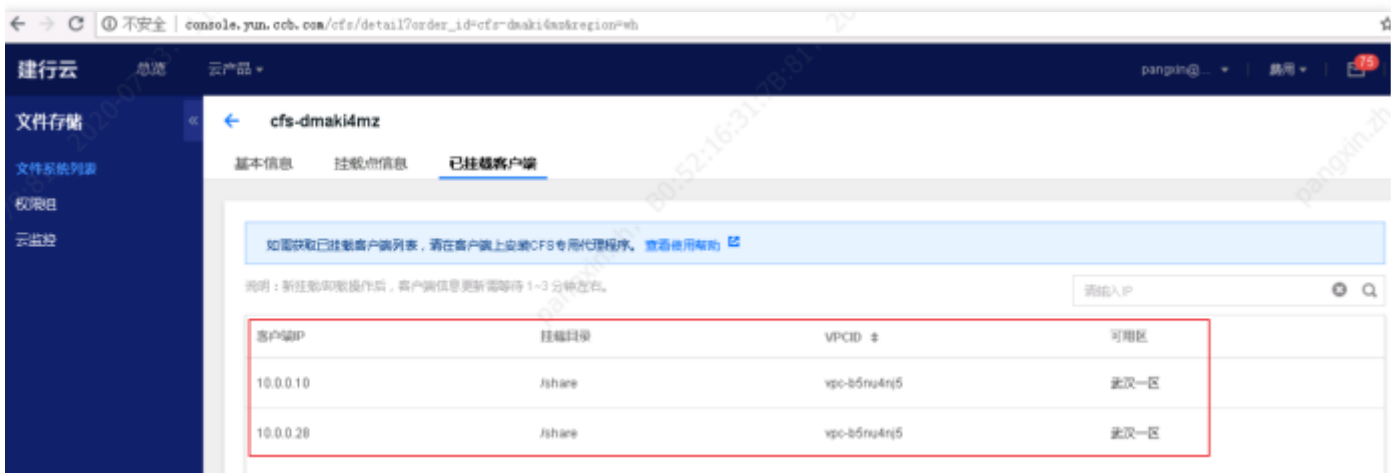 不安全 | console.yun.ccb.com/cfs/detail?order_id=cfs-dmaki4mz&region=wh
建行云 总览 云产品 pangxin@... 费用 75
文件存储 « ← cfs-dmaki4mz
基本信息 挂载点信息 已挂载客户端
文件系统列表
权限组
云监控
如需获取已挂载客户端列表，请在客户端上安装CFS专用代理程序。 查看使用帮助
说明：新挂载/卸载操作后，客户端信息更新需等待 1~3 分钟左右。 请输入IP
客户端IP 挂载目录 VPCID 可用区
10.0.0.10 /share vpc-b5nu4nj5 武汉一区
10.0.0.28 /share vpc-b5nu4nj5 武汉一区